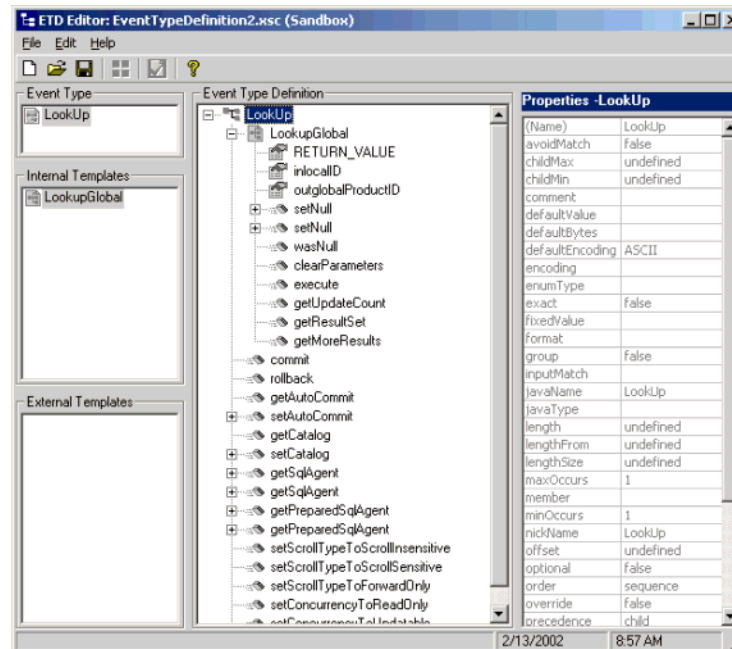 ETD Editor: EventTypeDefinition2.xsc (Sandbox)
File Edit Help
Event Type
LookUp
Internal Templates
LookupGlobal
External Templates
Event Type Definition
LookUp
LookupGlobal
RETURN_VALUE
inlocalID
outglobalProductID
setNull
setNull
wasNull
clearParameters
execute
getUpdateCount
getResultSet
getMoreResults
commit
rollback
getAutoCommit
setAutoCommit
getCatalog
setCatalog
getSqlAgent
getSqlAgent
getPreparedSqlAgent
getPreparedSqlAgent
setScrollTypeToScrollInsensitive
setScrollTypeToScrollSensitive
setScrollTypeToForwardOnly
setConcurrencyToReadOnly
setConcurrencyToUpdatable
Properties -LookUp
(Name) LookUp
avoidMatch false
childMax undefined
childMin undefined
comment
defaultValue
defaultBytes
defaultEncoding ASCII
encoding
enumType
exact false
fixedValue
format
group false
inputMatch
javaName LookUp
javaType
length undefined
lengthFrom undefined
lengthSize undefined
maxOccurs 1
member
minOccurs 1
nickName LookUp
offset undefined
optional false
order sequence
override false
precedence child
2/13/2002 8:57 AM